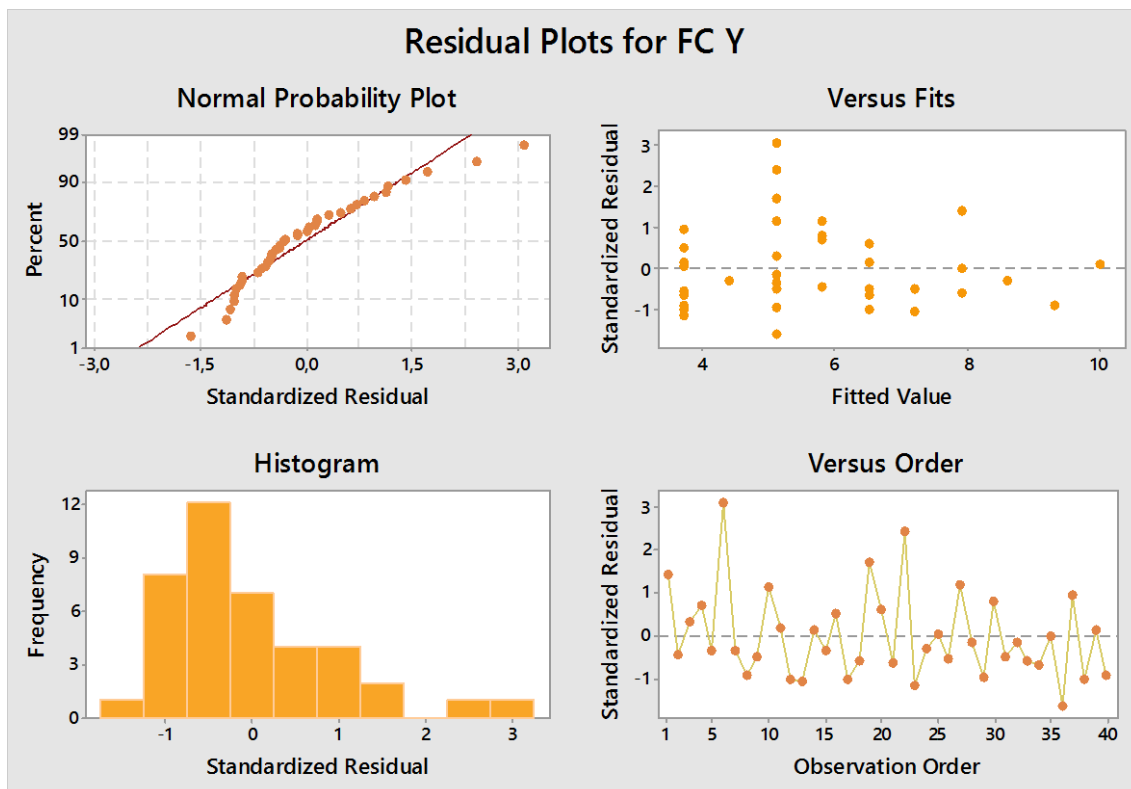 Residual Plots for FC Y
Normal Probability Plot
99
90
50
10
1
Percent
-3,0 -1,5 0,0 1,5 3,0
Standardized Residual
Versus Fits
3
2
1
0
-1
Standardized Residual
4 6 8 10
Fitted Value
Histogram
12
9
6
3
0
Frequency
-1 0 1 2 3
Standardized Residual
Versus Order
3
2
1
0
-1
Standardized Residual
1 5 10 15 20 25 30 35 40
Observation Order